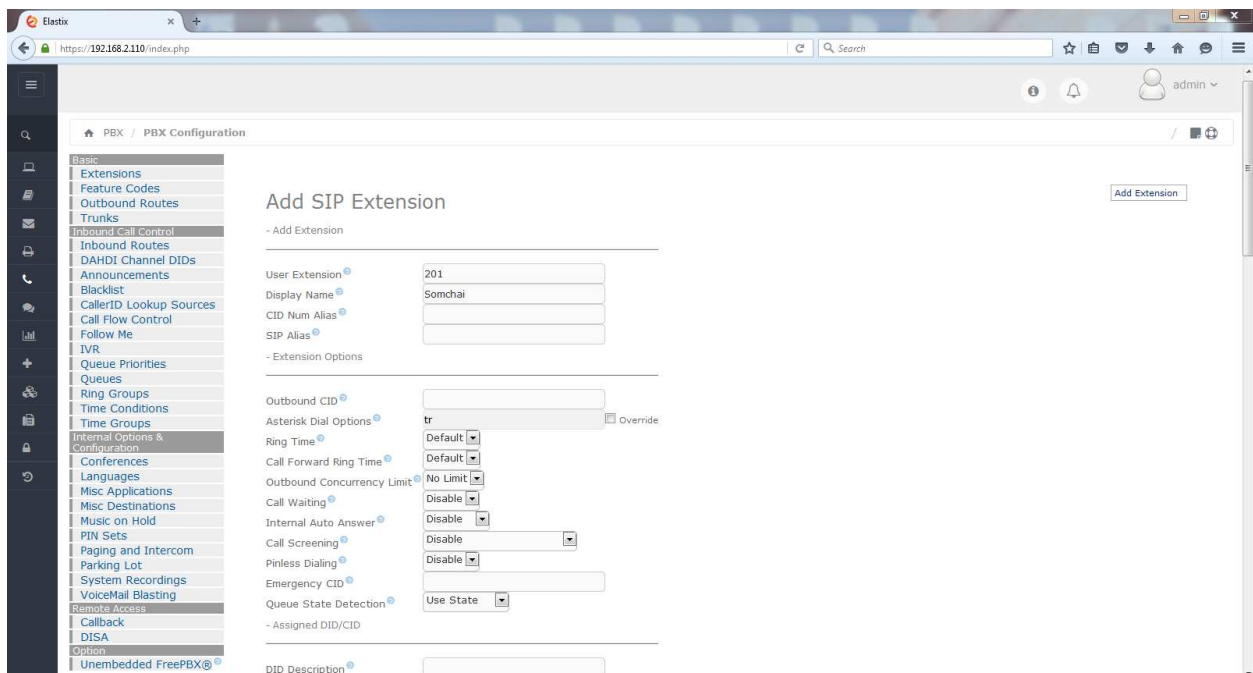 Elastix
https://192.168.2.110/index.php
Search
admin
PBX / PBX Configuration
/
Basic
Extensions
Feature Codes
Outbound Routes
Trunks
Inbound Call Control
Inbound Routes
DAHDI Channel DIDs
Announcements
Blacklist
CallerID Lookup Sources
Call Flow Control
Follow Me
IVR
Queue Priorities
Queues
Ring Groups
Time Conditions
Time Groups
Internal Options &
Configuration
Conferences
Languages
Misc Applications
Misc Destinations
Music on Hold
PIN Sets
Paging and Intercom
Parking Lot
System Recordings
VoiceMail Blasting
Remote Access
Callback
DISA
Option
Unembedded FreePBX®
Add SIP Extension
Add Extension
- Add Extension
User Extension 201
Display Name Somchai
CID Num Alias
SIP Alias
- Extension Options
Outbound CID
Asterisk Dial Options tr Override
Ring Time Default
Call Forward Ring Time Default
Outbound Concurrency Limit No Limit
Call Waiting Disable
Internal Auto Answer Disable
Call Screening Disable
Pinless Dialing Disable
Emergency CID
Queue State Detection Use State
- Assigned DID/CID
DID Description